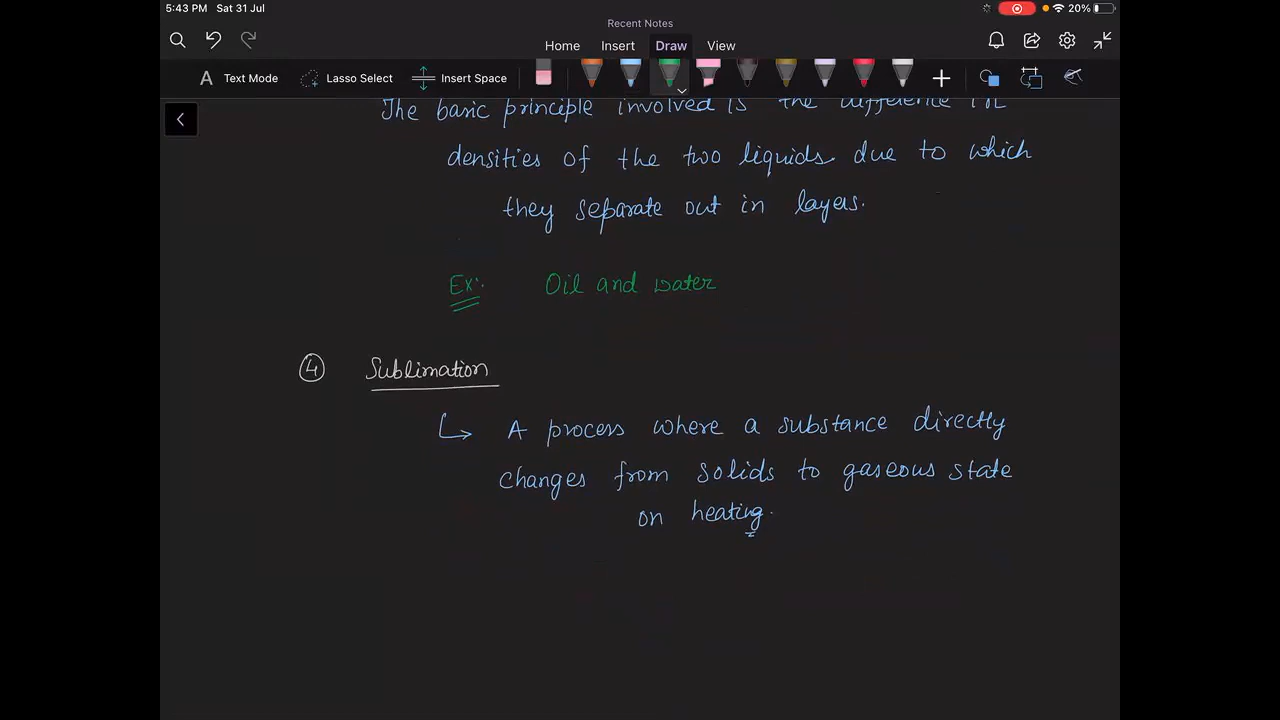 5:43 PM Sat 31 Jul 20%
Recent Notes
Home Insert Draw View
Text Mode Lasso Select Insert Space
The basic principle involved is the difference in
densities of the two liquids due to which
they separate out in layers.
Ex: Oil and water
4 Sublimation
A process where a substance directly
changes from solids to gaseous state
on heating.